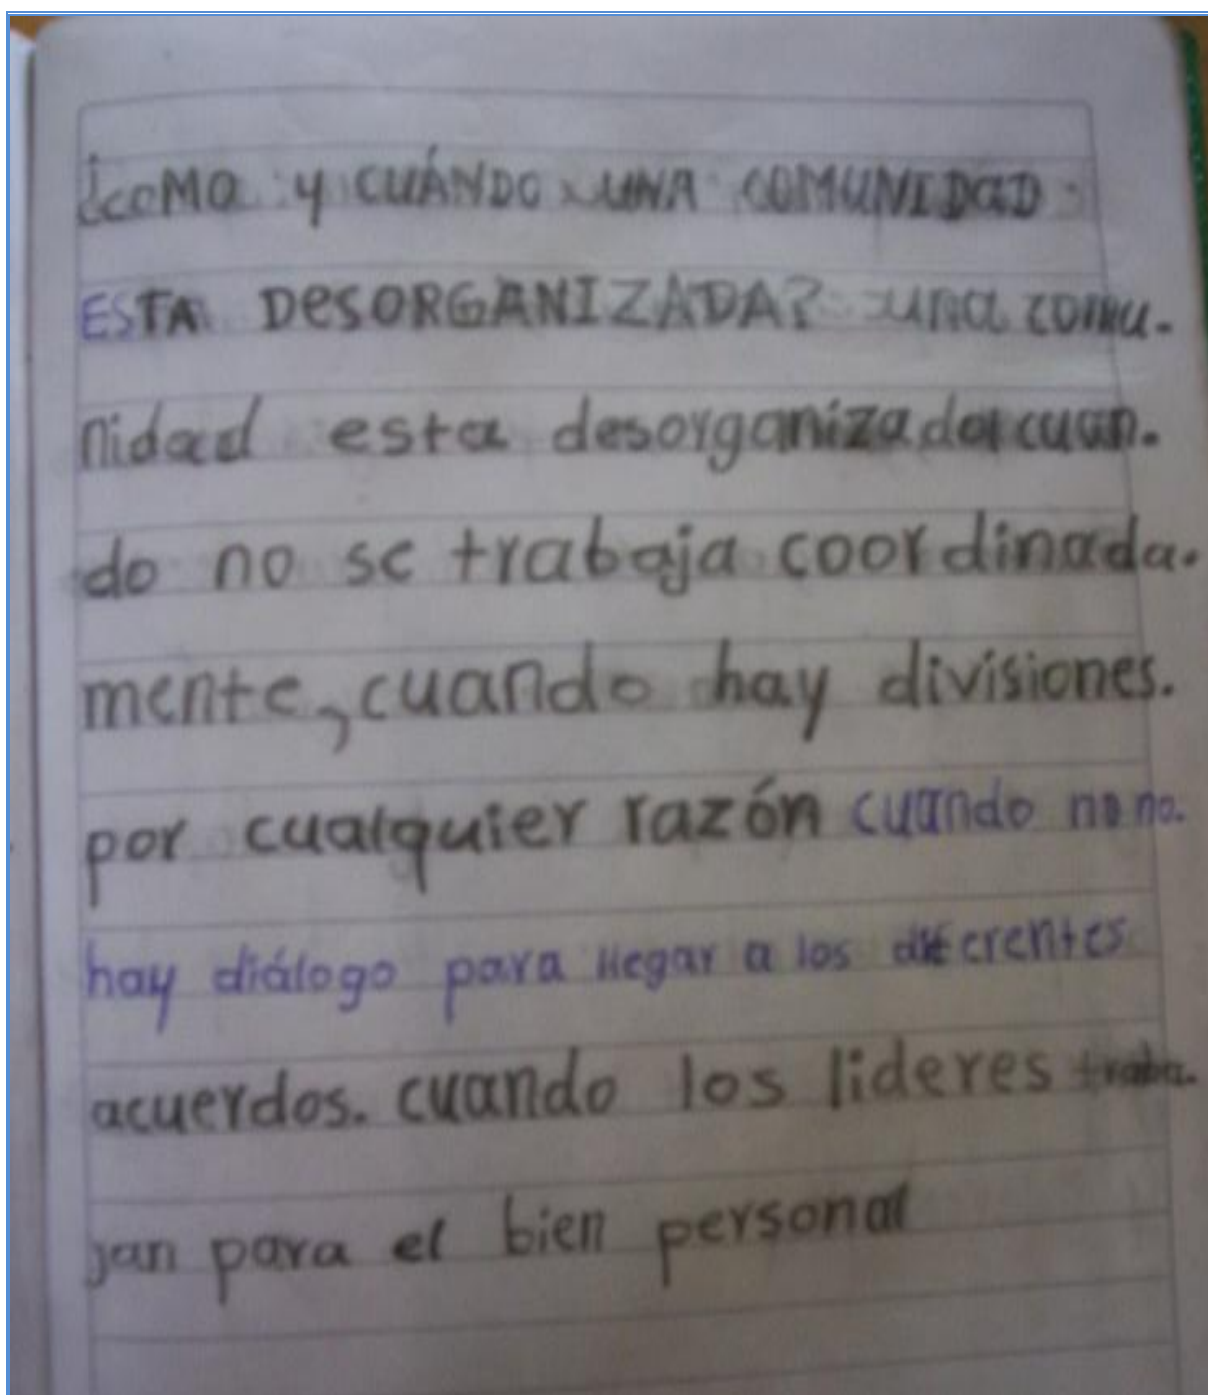 ¿COMO Y CUÁNDO UNA COMUNIDAD
ESTA DESORGANIZADA? una comu-
nidad esta desorganizada cuan-
do no se trabaja coordinada-
mente, cuando hay divisiones.
por cualquier razón cuando no no.
hay diálogo para llegar a los diferentes
acuerdos. cuando los lideres traba-
jan para el bien personal